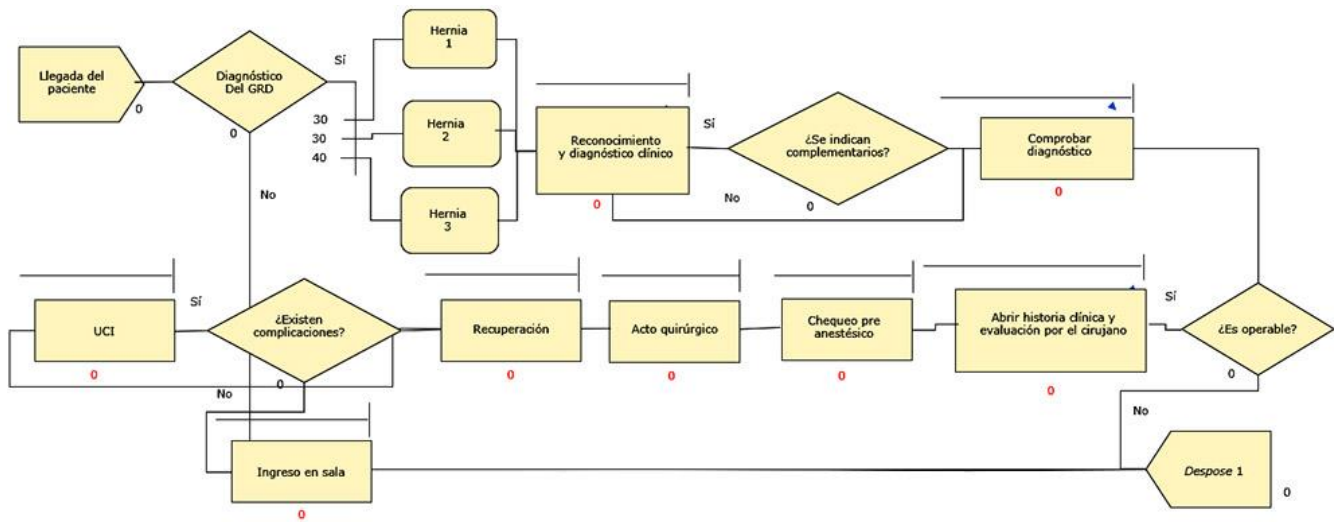 Llegada del
paciente
0
Diagnóstico
Del GRD
0
Sí
30
30
40
No
Hernia
1
Hernia
2
Hernia
3
Reconocimiento
y diagnóstico clínico
0
Sí
¿Se indican
complementarios?
No
0
Comprobar
diagnóstico
0
UCI
0
Sí
¿Existen
complicaciones?
0
No
Recuperación
0
Acto quirúrgico
0
Chequeo pre
anestésico
0
Abrir historia clínica y
evaluación por el cirujano
0
Sí
¿Es operable?
0
No
Ingreso en sala
0
Despose 1
0